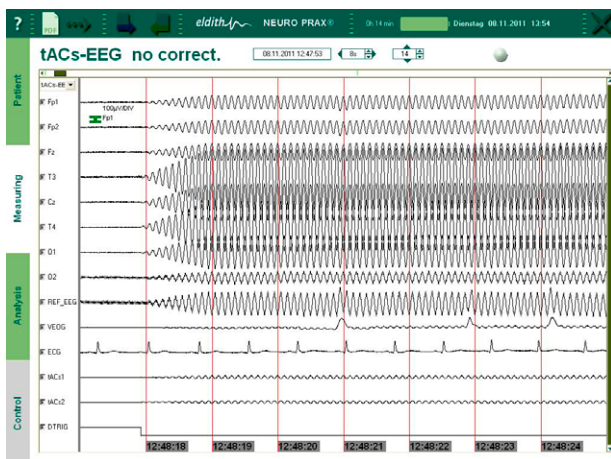 ? PDF eldith NEURO PRAX® 0h 14 min Dienstag 08.11.2011 13:54
tACs-EEG no correct. 08.11.2011 12:47:53 8s 14
Patient
Measuring
Analysis
Control
tACs-EE
100µV/DIV
Fp1
Fp1
Fp2
Fz
T3
Cz
T4
O1
O2
REF_EEG
VEOG
ECG
tACs1
tACs2
DTRIG
12:48:18 12:48:19 12:48:20 12:48:21 12:48:22 12:48:23 12:48:24